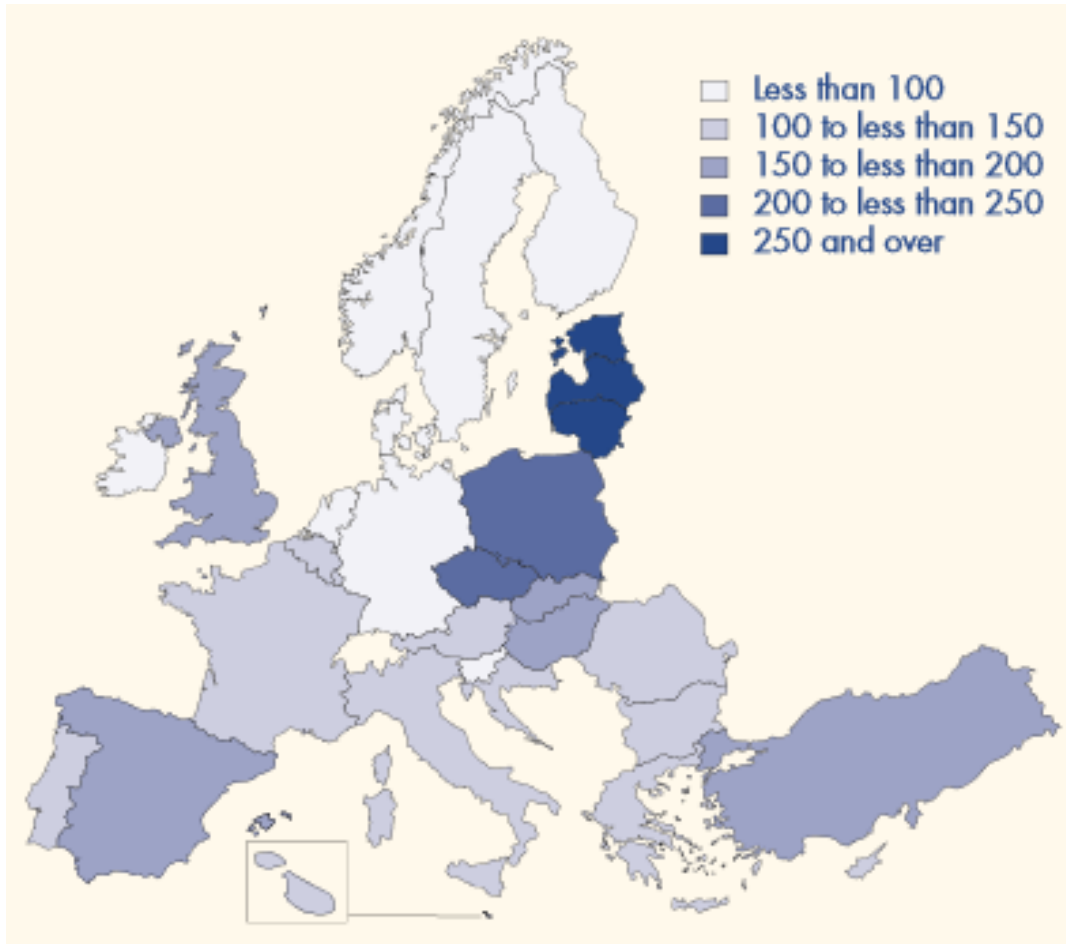 Less than 100
100 to less than 150
150 to less than 200
200 to less than 250
250 and over